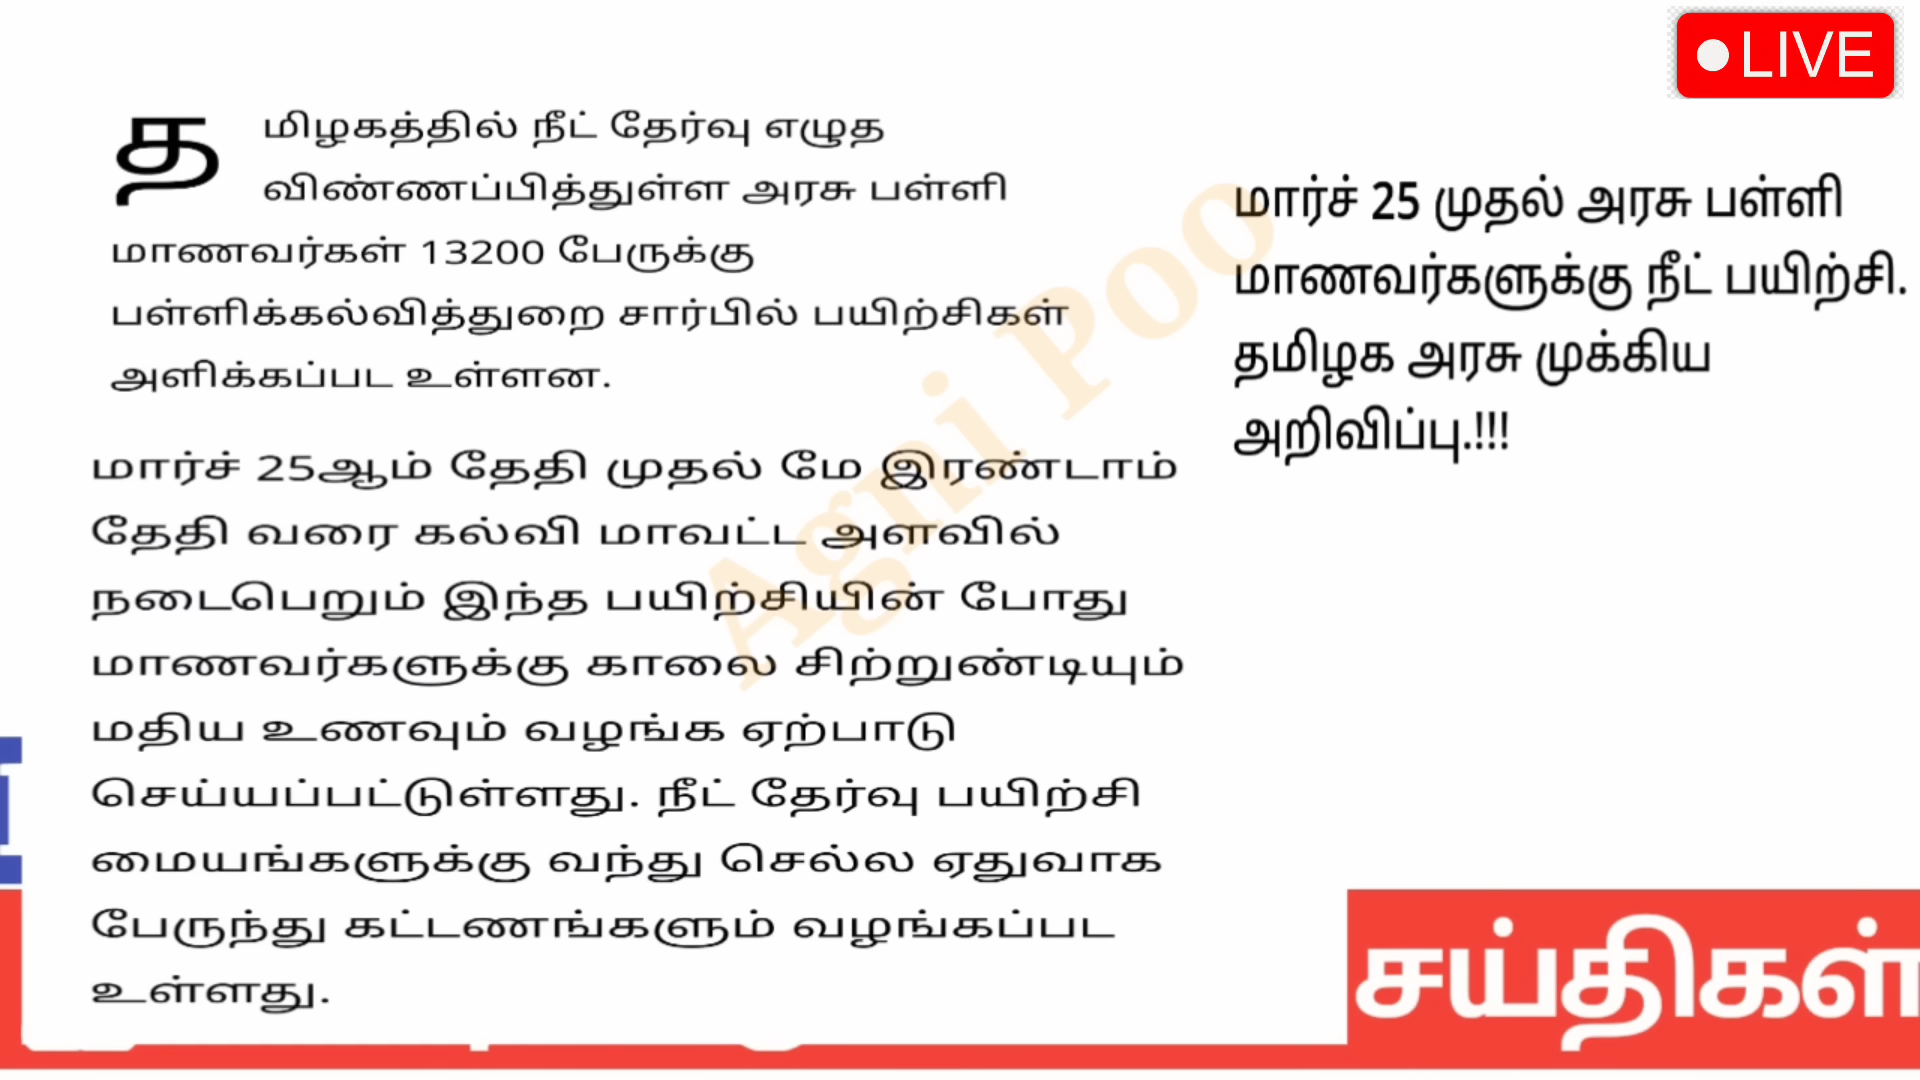 LIVE
தமிழகத்தில் நீட் தேர்வு எழுத
விண்ணப்பித்துள்ள அரசு பள்ளி
மாணவர்கள் 13200 பேருக்கு
பள்ளிக்கல்வித்துறை சார்பில் பயிற்சிகள்
அளிக்கப்பட உள்ளன.
மார்ச் 25ஆம் தேதி முதல் மே இரண்டாம்
தேதி வரை கல்வி மாவட்ட அளவில்
நடைபெறும் இந்த பயிற்சியின் போது
மாணவர்களுக்கு காலை சிற்றுண்டியும்
மதிய உணவும் வழங்க ஏற்பாடு
செய்யப்பட்டுள்ளது. நீட் தேர்வு பயிற்சி
மையங்களுக்கு வந்து செல்ல ஏதுவாக
பேருந்து கட்டணங்களும் வழங்கப்பட
உள்ளது.
மார்ச் 25 முதல் அரசு பள்ளி
மாணவர்களுக்கு நீட் பயிற்சி.
தமிழக அரசு முக்கிய
அறிவிப்பு.!!!
Agni Poo
சய்திகள்